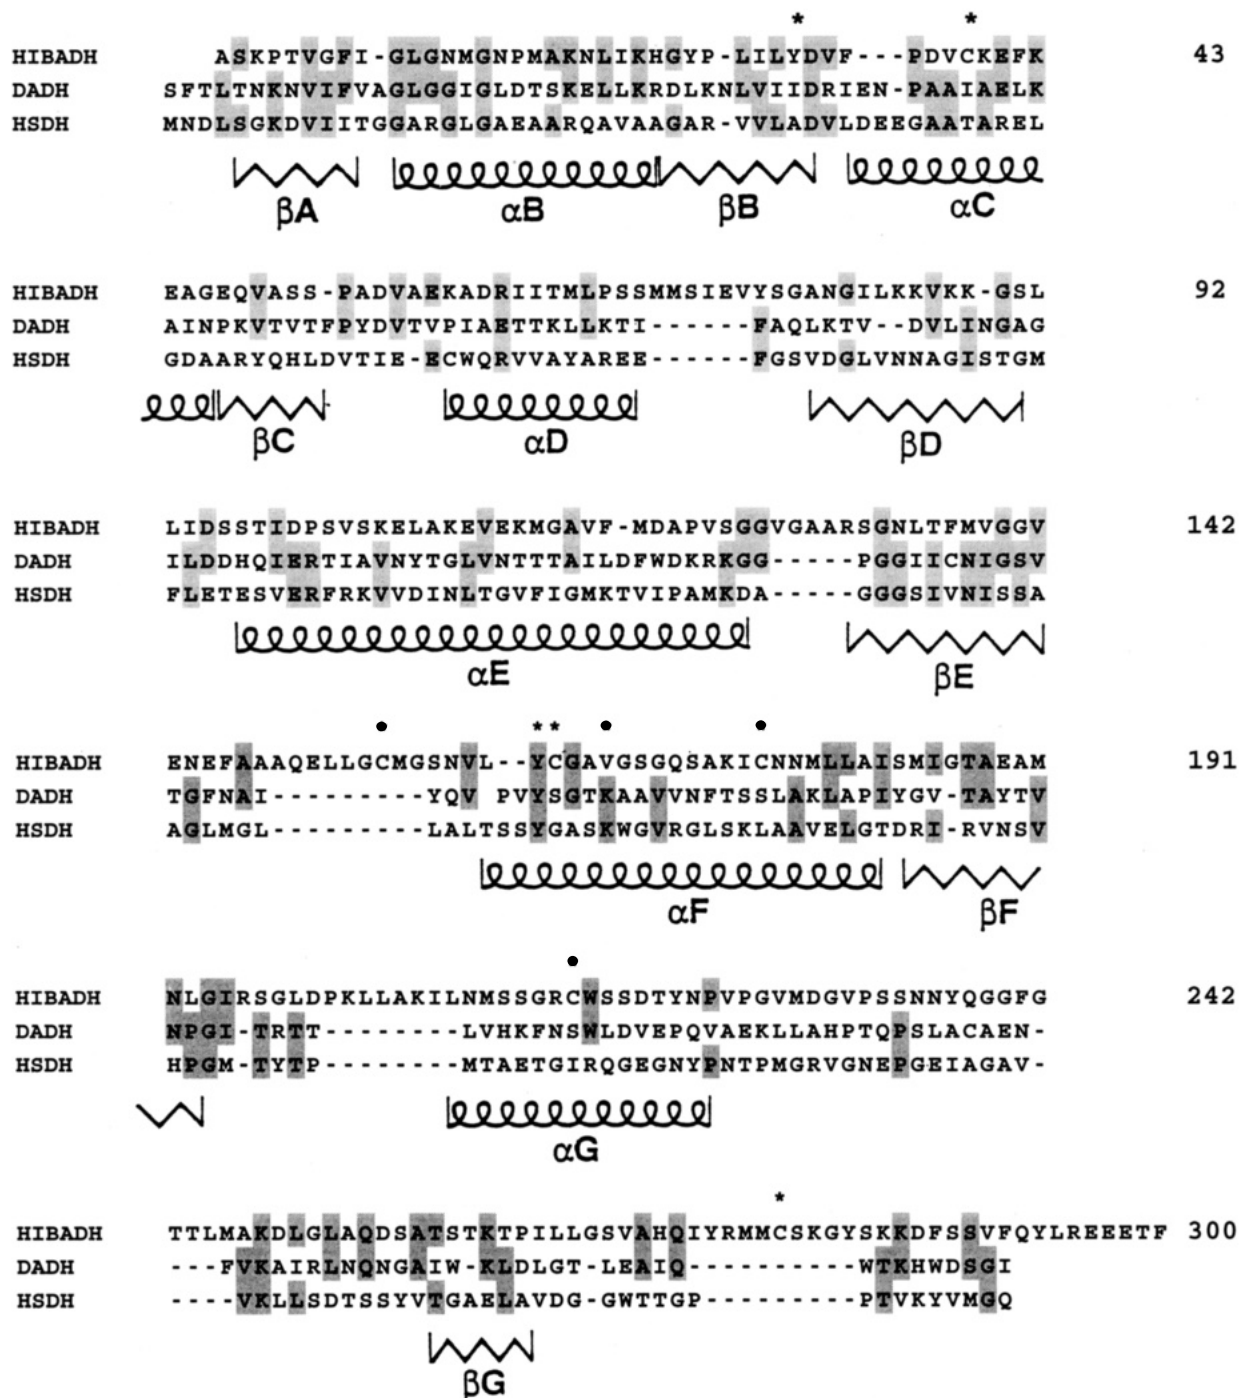 * *
HIBADH ASKPTVGFI-GLGNMGNPMAKNLIKHGYP-LILYDVF---PDVCKEFK 43
DADH SFTLTNKNVIFVAGLGGIGLDTSKELLKRDLKNLVIIDRIEN-PAAIAELK
HSDH MNDLSGKDVIITGGARGLGAEAARQAVAAGAR-VVLADVLDEEGAATAREL
βA αB βB αC
HIBADH EAGEQVASS-PADVAEKADRIITMLPSSMMSIEVYSGANGILKKVKK-GSL 92
DADH AINPKVTVTFPYDVTVPIAETTKLLKTI------FAQLKTV--DVLINGAG
HSDH GDAARYQHLDVTIE-ECWQRVVAYAREE------FGSVDGLVNNAGISTGM
βC αD βD
HIBADH LIDSSTIDPSVSKELAKEVEKMGAVF-MDAPVSGGVGAARSGNLTFMVGGV 142
DADH ILDDHQIERTIAVNYTGLVNTTTAILDFWDKRKGG-----PGGIICNIGSV
HSDH FLETESVERFRKVVDINLTGVFIGMKTVIPAMKDA-----GGGSIVNISSA
αE βE
• ** • •
HIBADH ENEFAAAQELLGCMGSNVL--YCGAVGSGQSAKICNNMLLAISMIGTAEAM 191
DADH TGFNAI---------YQV PVYSGTKAAVVNFTSSLAKLAPIYGV-TAYTV
HSDH AGLMGL---------LALTSSYGASKWGVRGLSKLAAVELGTDRI-RVNSV
αF βF
•
HIBADH NLGIRSGLDPKLLAKILNMSSGRCWSSDTYNPVPGVMDGVPSSNNYQGGFG 242
DADH NPGI-TRTT--------LVHKFNSWLDVEPQVAEKLLAHPTQPSLACAEN-
HSDH HPGM-TYTP--------MTAETGIRQGEGNYPNTPMGRVGNEPGEIAGAV-
αG
*
HIBADH TTLMAKDLGLAQDSATSTKTPILLGSVAHQIYRMMCSKGYSKKDFSSVFQYLREEETF 300
DADH ---FVKAIRLNQNGAIW-KLDLGT-LEAIQ----------WTKHWDSGI
HSDH ----VKLLSDTSSYVTGAELAVDG-GWTTGP---------PTVKYVMGQ
βG